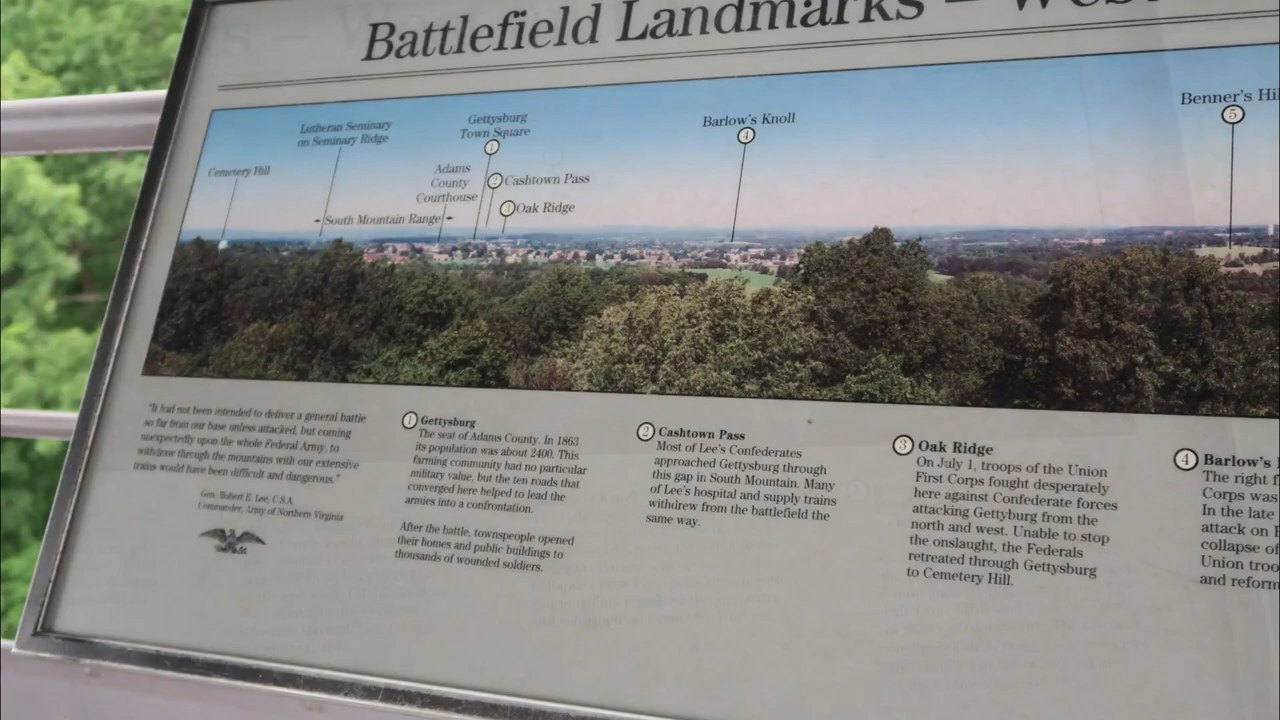 Battlefield Landmarks –
Cemetery Hill
Lutheran Seminary
on Seminary Ridge
South Mountain Range
Adams
County
Courthouse
Gettysburg
Town Square
1
2 Cashtown Pass
3 Oak Ridge
Barlow's Knoll
4
Benner's
5
"It had not been intended to deliver a general battle
so far from our base unless attacked, but coming
unexpectedly upon the whole Federal Army, to
withdraw through the mountains with our extensive
trains would have been difficult and dangerous."
Gen. Robert E. Lee, C.S.A.
Commander, Army of Northern Virginia
1 Gettysburg
The seat of Adams County. In 1863
its population was about 2400. This
farming community had no particular
military value, but the ten roads that
converged here helped to lead the
armies into a confrontation.
After the battle, townspeople opened
their homes and public buildings to
thousands of wounded soldiers.
2 Cashtown Pass
Most of Lee's Confederates
approached Gettysburg through
this gap in South Mountain. Many
of Lee's hospital and supply trains
withdrew from the battlefield the
same way.
3 Oak Ridge
On July 1, troops of the Union
First Corps fought desperately
here against Confederate forces
attacking Gettyburg from the
north and west. Unable to stop
the onslaught, the Federals
retreated through Gettysburg
to Cemetery Hill.
4 Barlow's
The right
Corps was
In the late
attack on
collapse
Union
and